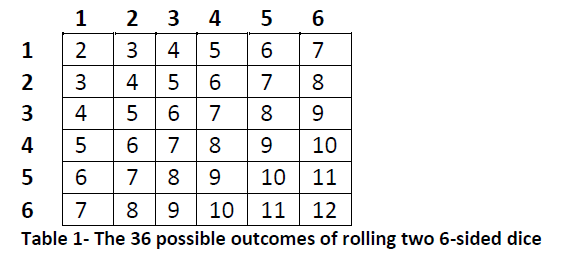 1 2 3 4 5 6
1 2 3 4 5 6 7
2 3 4 5 6 7 8
3 4 5 6 7 8 9
4 5 6 7 8 9 10
5 6 7 8 9 10 11
6 7 8 9 10 11 12
Table 1- The 36 possible outcomes of rolling two 6-sided dice